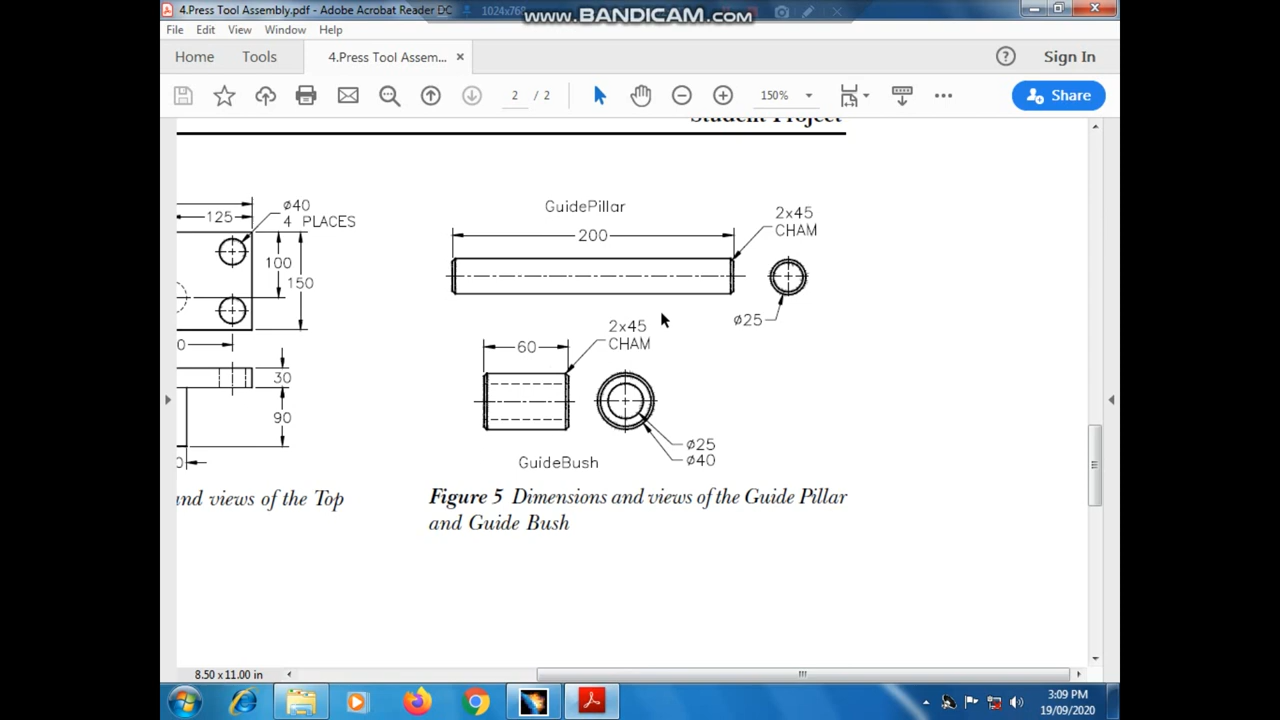 4.Press Tool Assembly.pdf - Adobe Acrobat Reader DC
1024x768
www.BANDICAM.com
File Edit View Window Help
Home Tools 4.Press Tool Assem... × Sign In
2 / 2 150% Share
Student Project
GuidePillar
200
2x45
CHAM
ø25
ø40
4 PLACES
125
100
150
0
30
90
0
60
2x45
CHAM
ø25
ø40
GuideBush
and views of the Top
Figure 5 Dimensions and views of the Guide Pillar
and Guide Bush
8.50 x 11.00 in
3:09 PM
19/09/2020